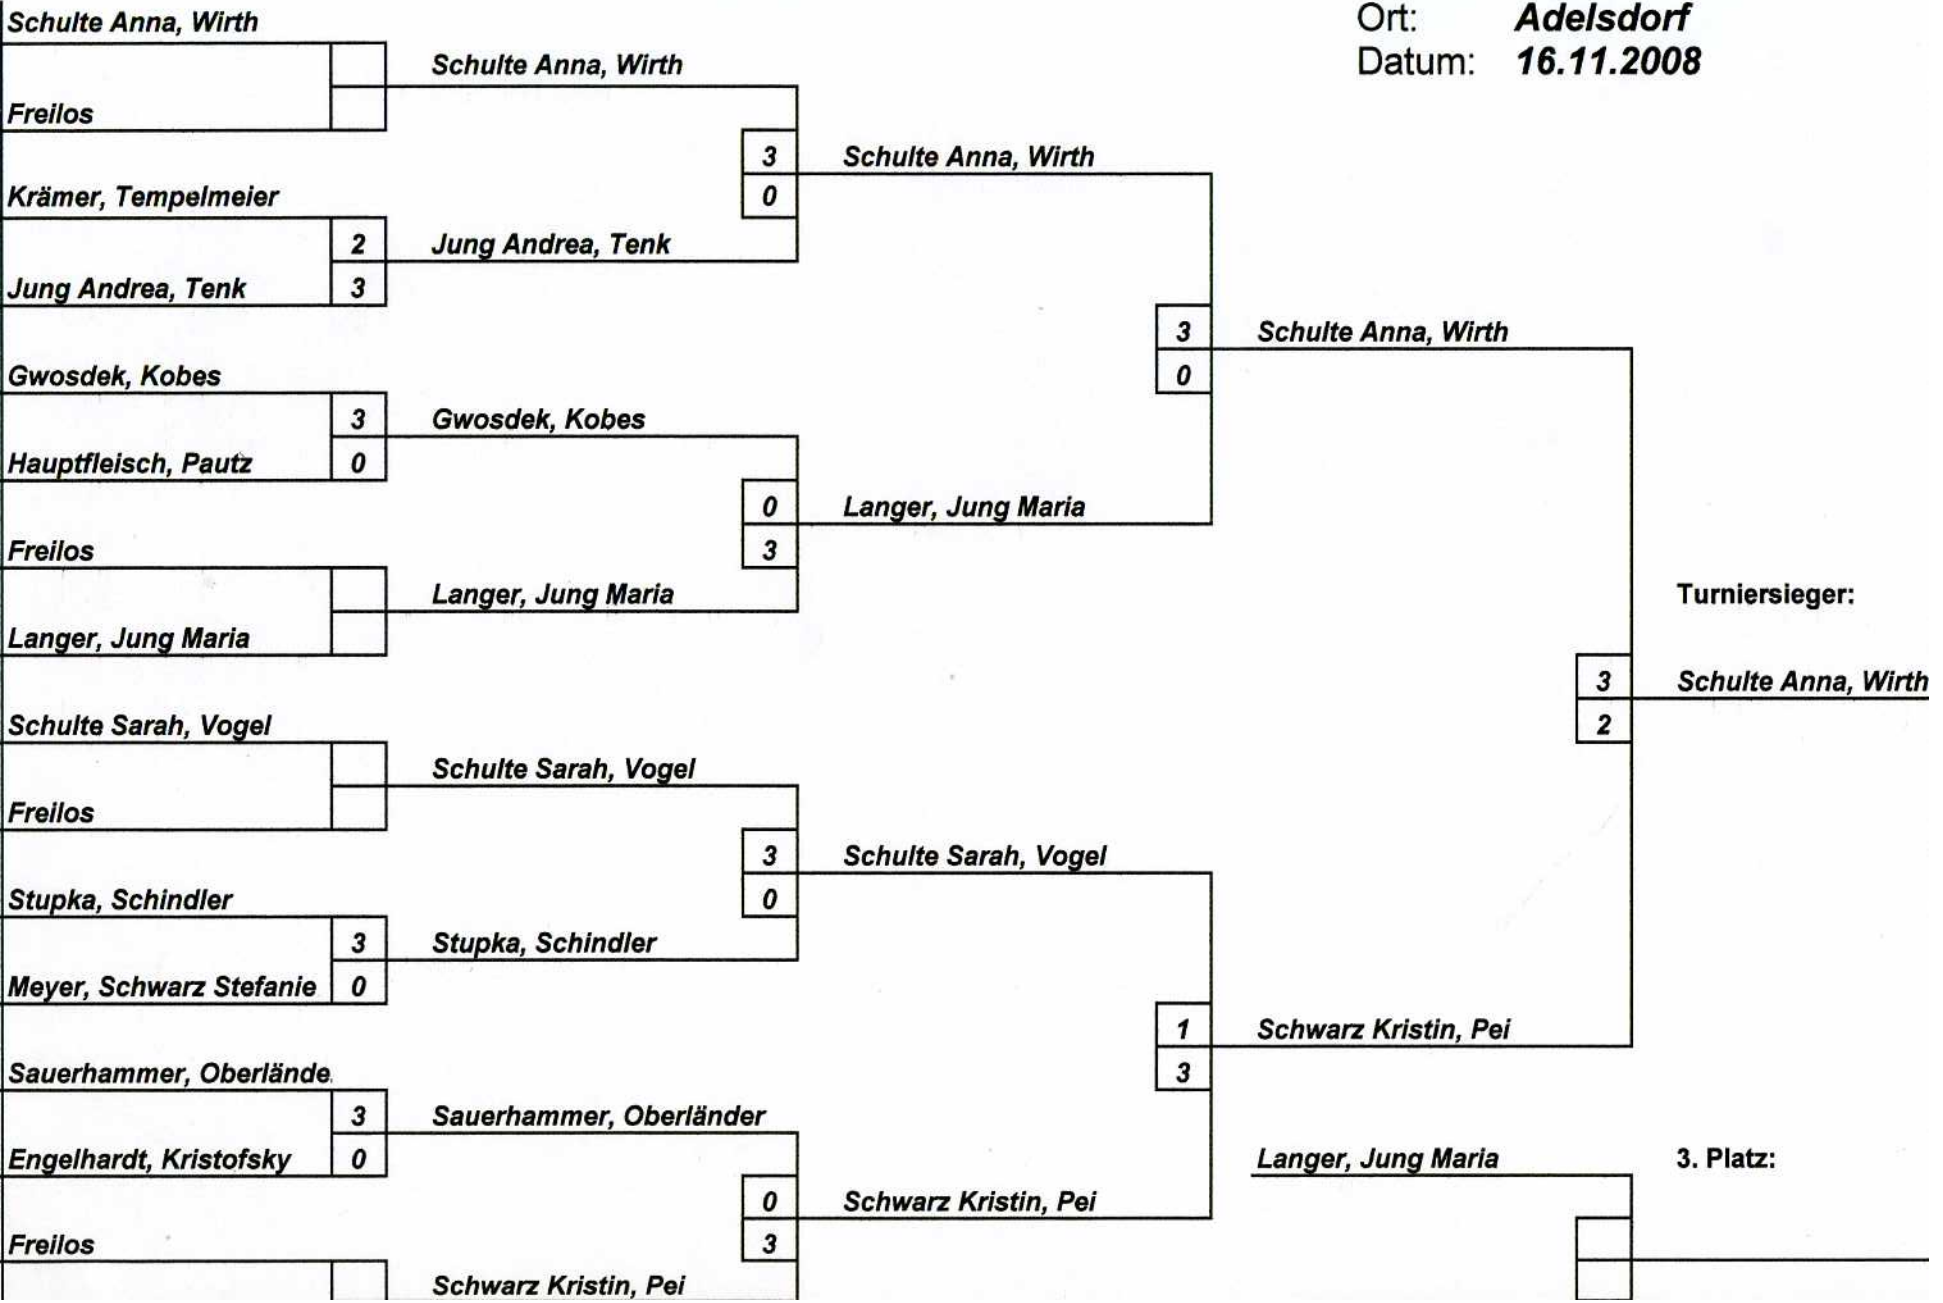 Schulte Anna, Wirth
Ort: Adelsdorf
Datum: 16.11.2008
Schulte Anna, Wirth
Freilos
3
Schulte Anna, Wirth
0
Krämer, Tempelmeier
2
Jung Andrea, Tenk
Jung Andrea, Tenk
3
3
Schulte Anna, Wirth
0
Gwosdek, Kobes
3
Gwosdek, Kobes
Hauptfleisch, Pautz
0
0
Langer, Jung Maria
3
Freilos
Langer, Jung Maria
Langer, Jung Maria
Turniersieger:
3
Schulte Anna, Wirth
2
Schulte Sarah, Vogel
Schulte Sarah, Vogel
Freilos
3
Schulte Sarah, Vogel
0
Stupka, Schindler
3
Stupka, Schindler
Meyer, Schwarz Stefanie
0
1
Schwarz Kristin, Pei
3
Sauerhammer, Oberlände
3
Sauerhammer, Oberländer
Engelhardt, Kristofsky
0
Langer, Jung Maria
3. Platz:
0
Schwarz Kristin, Pei
3
Freilos
Schwarz Kristin, Pei